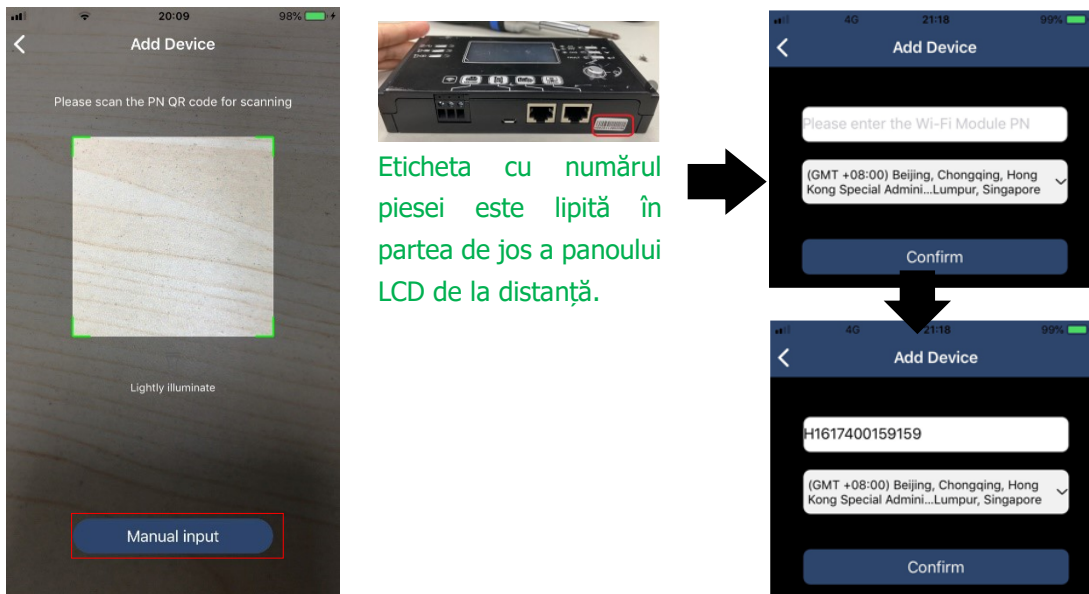 20:09
98%
Add Device
Please scan the PN QR code for scanning
Lightly illuminate
Manual input
Eticheta cu numărul
piesei este lipită în
partea de jos a panoului
LCD de la distanță.
4G
21:18
99%
Add Device
Please enter the Wi-Fi Module PN
(GMT +08:00) Beijing, Chongqing, Hong
Kong Special Admini...Lumpur, Singapore
Confirm
4G
21:18
99%
Add Device
H1617400159159
(GMT +08:00) Beijing, Chongqing, Hong
Kong Special Admini...Lumpur, Singapore
Confirm